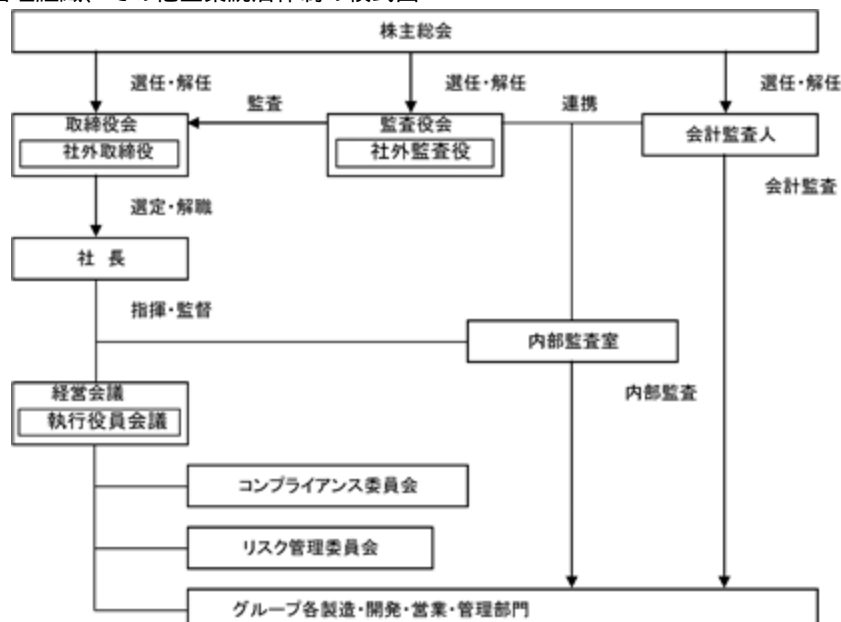 株主総会
選任・解任
選任・解任
選任・解任
監査
連携
取締役会
社外取締役
監査役会
社外監査役
会計監査人
会計監査
選定・解職
社 長
指揮・監督
内部監査室
経営会議
執行役員会議
内部監査
コンプライアンス委員会
リスク管理委員会
グループ各製造・開発・営業・管理部門